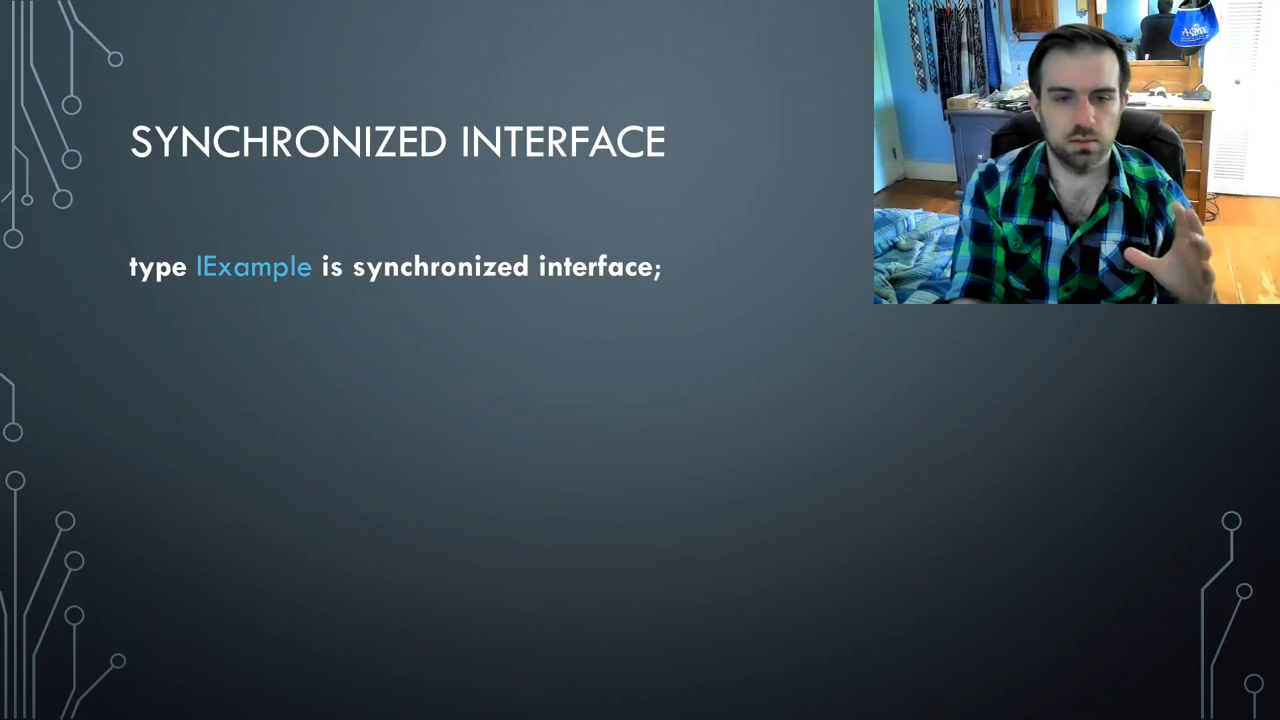 SYNCHRONIZED INTERFACE
type IExample is synchronized interface;